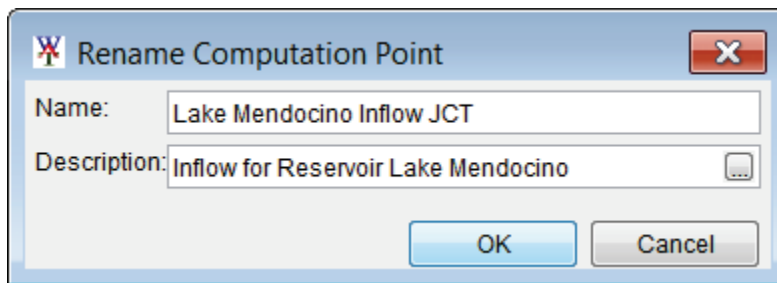 Rename Computation Point
Name: Lake Mendocino Inflow JCT
Description: Inflow for Reservoir Lake Mendocino ...
OK Cancel